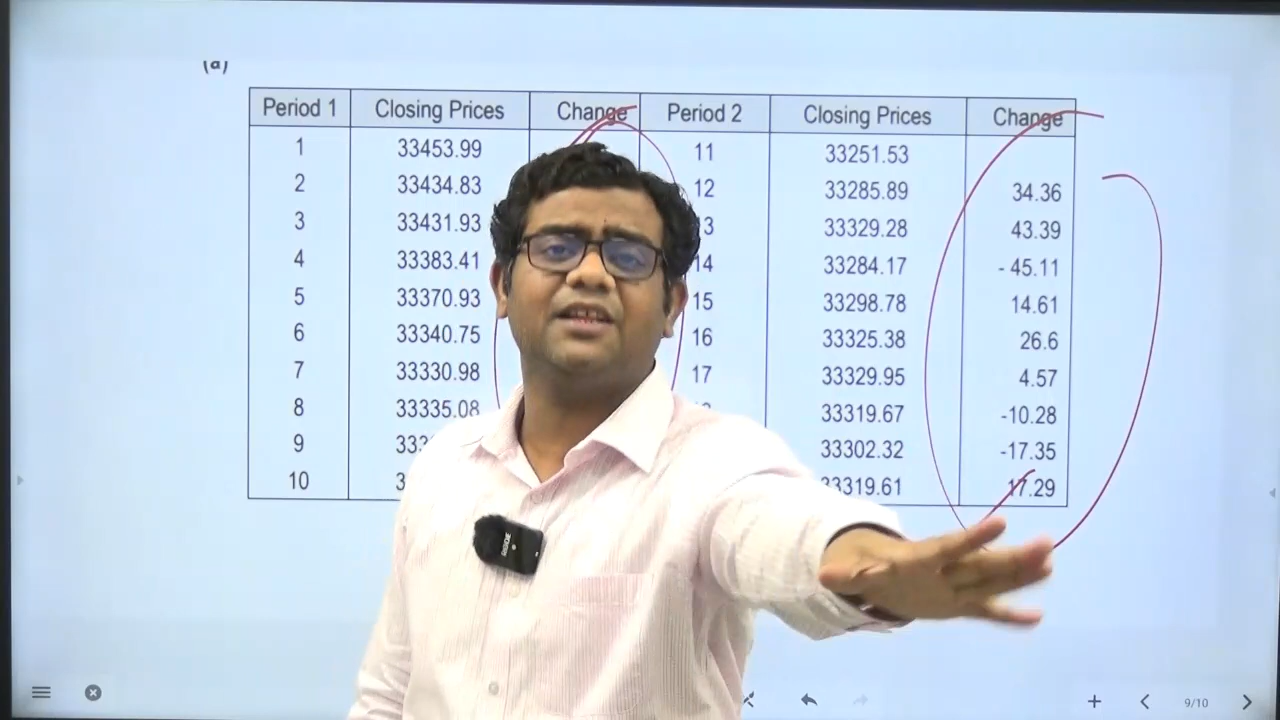 (a)
Period 1 Closing Prices Change Period 2 Closing Prices Change
1 33453.99 11 33251.53
2 33434.83 12 33285.89 34.36
3 33431.93 3 33329.28 43.39
4 33383.41 14 33284.17 - 45.11
5 33370.93 15 33298.78 14.61
6 33340.75 16 33325.38 26.6
7 33330.98 17 33329.95 4.57
8 33335.08 33319.67 -10.28
9 33302.32 -17.35
10 33319.61 17.29
9/10